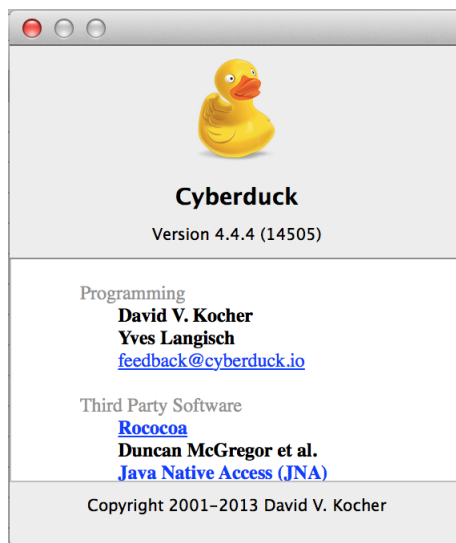 Cyberduck
Version 4.4.4 (14505)
Programming
David V. Kocher
Yves Langisch
feedback@cyberduck.io
Third Party Software
Rococoa
Duncan McGregor et al.
Java Native Access (JNA)
Copyright 2001–2013 David V. Kocher